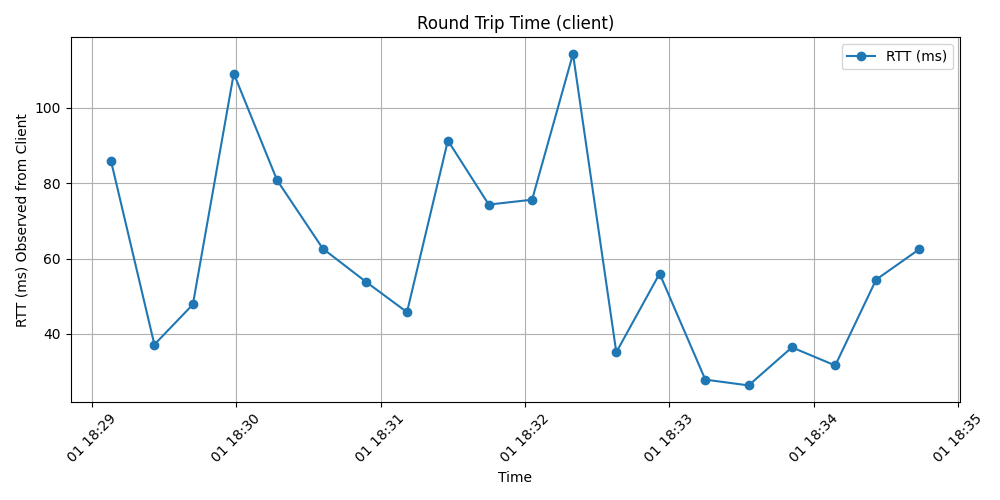 Round Trip Time (client)
RTT (ms)
RTT (ms) Observed from Client
100
80
60
40
01 18:29
01 18:30
01 18:31
01 18:32
01 18:33
01 18:34
01 18:35
Time